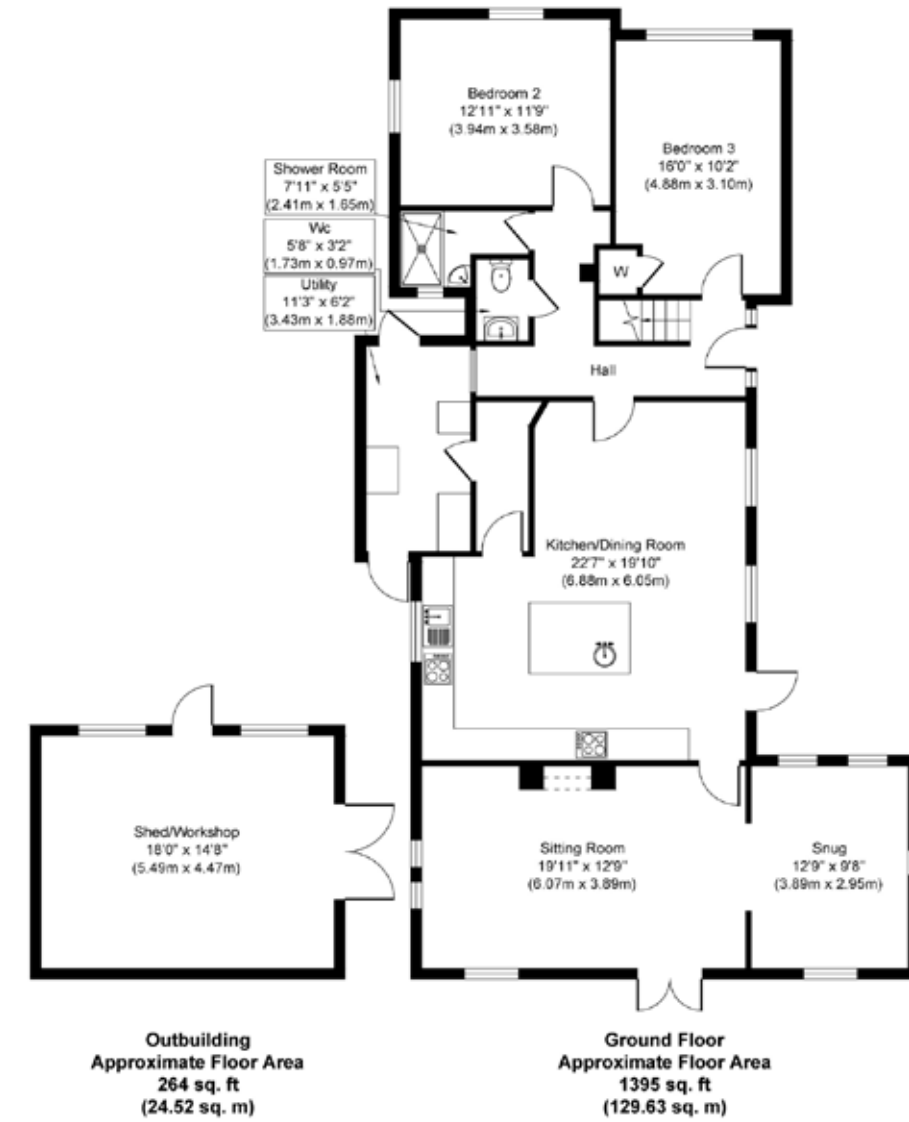 Bedroom 2
12'11" x 11'9"
(3.94m x 3.58m)
Bedroom 3
16'0" x 10'2"
(4.88m x 3.10m)
Shower Room
7'11" x 5'5"
(2.41m x 1.65m)
Wc
5'8" x 3'2"
(1.73m x 0.97m)
Utility
11'3" x 6'2"
(3.43m x 1.88m)
W
Hall
Kitchen/Dining Room
22'7" x 19'10"
(6.88m x 6.05m)
Shed/Workshop
18'0" x 14'8"
(5.49m x 4.47m)
Sitting Room
19'11" x 12'9"
(6.07m x 3.89m)
Snug
12'9" x 9'8"
(3.89m x 2.95m)
Outbuilding
Approximate Floor Area
264 sq. ft
(24.52 sq. m)
Ground Floor
Approximate Floor Area
1395 sq. ft
(129.63 sq. m)